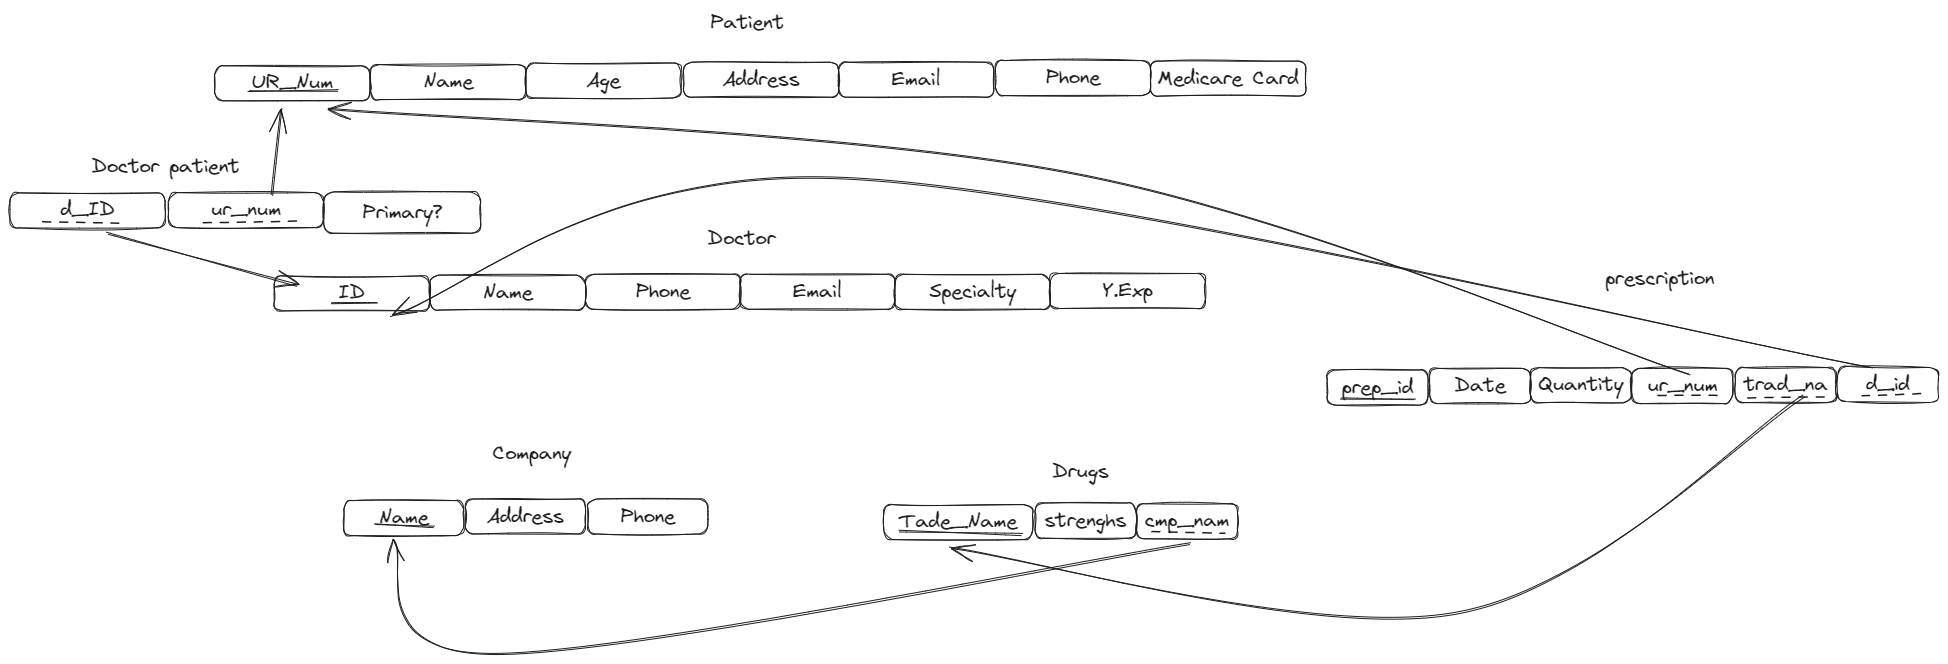 Patient
UR_Num Name Age Address Email Phone Medicare Card
Doctor patient
d_ID ur_num Primary?
Doctor
ID Name Phone Email Specialty Y.Exp
prescription
prep_id Date Quantity ur_num trad_na d_id
Company
Name Address Phone
Drugs
Tade_Name strenghs cmp_nam